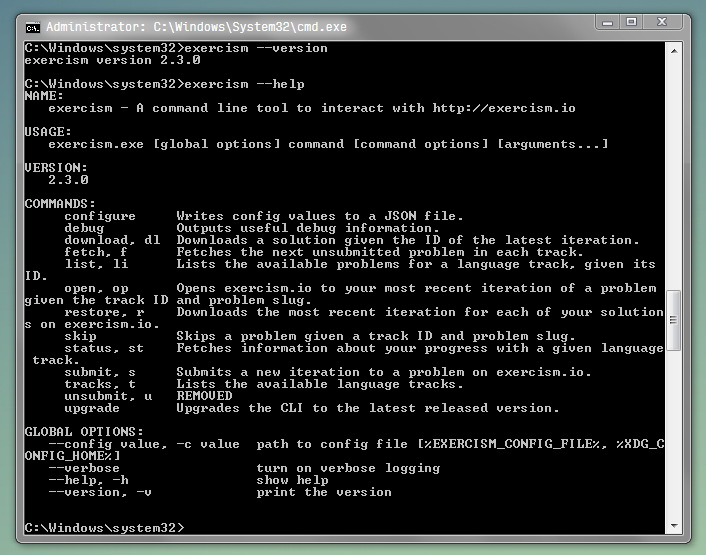 Administrator: C:\Windows\System32\cmd.exe
C:\Windows\system32>exercism --version
exercism version 2.3.0
C:\Windows\system32>exercism --help
NAME:
exercism - A command line tool to interact with http://exercism.io
USAGE:
exercism.exe [global options] command [command options] [arguments...]
VERSION:
2.3.0
COMMANDS:
configure Writes config values to a JSON file.
debug Outputs useful debug information.
download, dl Downloads a solution given the ID of the latest iteration.
fetch, f Fetches the next unsubmitted problem in each track.
list, li Lists the available problems for a language track, given its
ID.
open, op Opens exercism.io to your most recent iteration of a problem
given the track ID and problem slug.
restore, r Downloads the most recent iteration for each of your solution
s on exercism.io.
skip Skips a problem given a track ID and problem slug.
status, st Fetches information about your progress with a given language
track.
submit, s Submits a new iteration to a problem on exercism.io.
tracks, t Lists the available language tracks.
unsubmit, u REMOVED
upgrade Upgrades the CLI to the latest released version.
GLOBAL OPTIONS:
--config value, -c value path to config file [%EXERCISM_CONFIG_FILE%, %XDG_C
ONFIG_HOME%]
--verbose turn on verbose logging
--help, -h show help
--version, -v print the version
C:\Windows\system32>